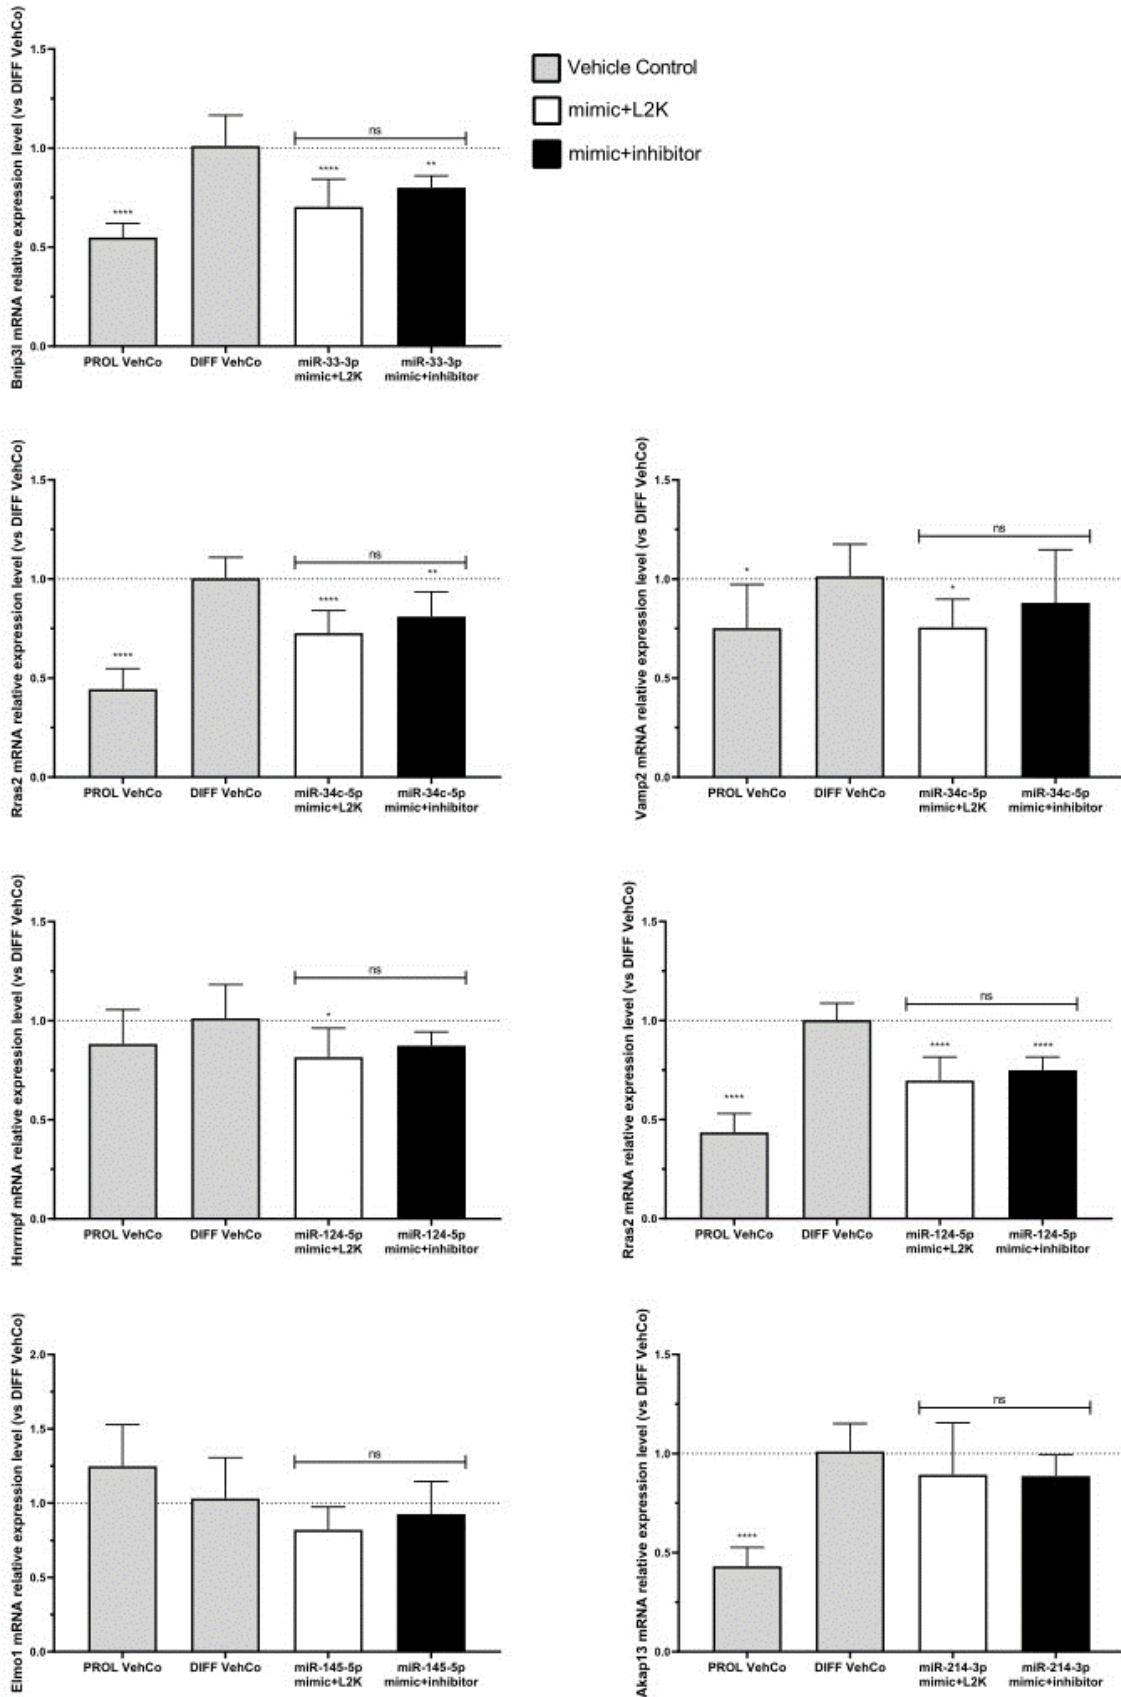 Bnip3l mRNA relative expression level (vs DIFF VehCo)
1.5
1.0
0.5
0.0
****
ns
****
**
PROL VehCo
DIFF VehCo
miR-33-3p
mimic+L2K
miR-33-3p
mimic+inhibitor
Vehicle Control
mimic+L2K
mimic+inhibitor
Rras2 mRNA relative expression level (vs DIFF VehCo)
1.5
1.0
0.5
0.0
****
ns
****
**
PROL VehCo
DIFF VehCo
miR-34c-5p
mimic+L2K
miR-34c-5p
mimic+inhibitor
Vamp2 mRNA relative expression level (vs DIFF VehCo)
1.5
1.0
0.5
0.0
*
ns
*
PROL VehCo
DIFF VehCo
miR-34c-5p
mimic+L2K
miR-34c-5p
mimic+inhibitor
Hnrrnpf mRNA relative expression level (vs DIFF VehCo)
1.5
1.0
0.5
0.0
ns
*
PROL VehCo
DIFF VehCo
miR-124-5p
mimic+L2K
miR-124-5p
mimic+inhibitor
Rras2 mRNA relative expression level (vs DIFF VehCo)
1.5
1.0
0.5
0.0
****
ns
****
****
PROL VehCo
DIFF VehCo
miR-124-5p
mimic+L2K
miR-124-5p
mimic+inhibitor
Elmo1 mRNA relative expression level (vs DIFF VehCo)
2.0
1.5
1.0
0.5
0.0
ns
PROL VehCo
DIFF VehCo
miR-145-5p
mimic+L2K
miR-145-5p
mimic+inhibitor
Akap13 mRNA relative expression level (vs DIFF VehCo)
1.5
1.0
0.5
0.0
****
ns
PROL VehCo
DIFF VehCo
miR-214-3p
mimic+L2K
miR-214-3p
mimic+inhibitor